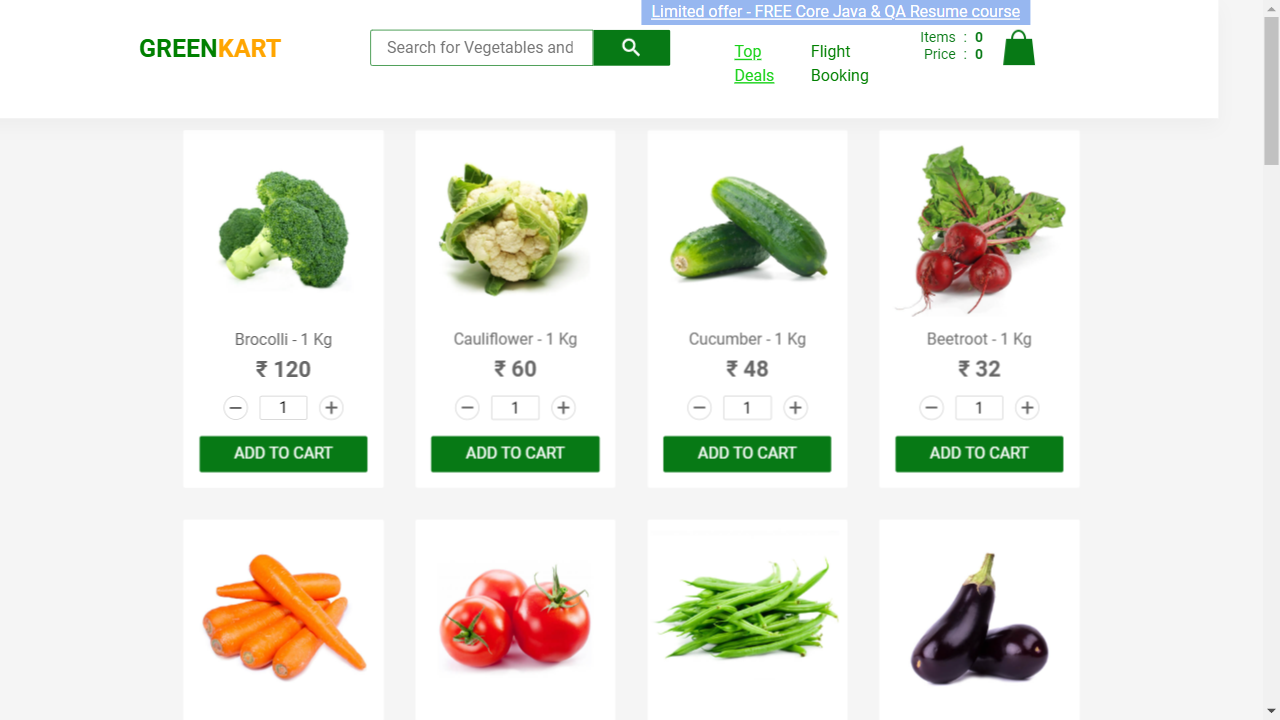 Limited offer - FREE Core Java & QA Resume course
GREENKART
Search for Vegetables and
Top
Deals
Flight
Booking
Items : 0
Price : 0
Brocolli - 1 Kg
₹ 120
1
ADD TO CART
Cauliflower - 1 Kg
₹ 60
1
ADD TO CART
Cucumber - 1 Kg
₹ 48
1
ADD TO CART
Beetroot - 1 Kg
₹ 32
1
ADD TO CART